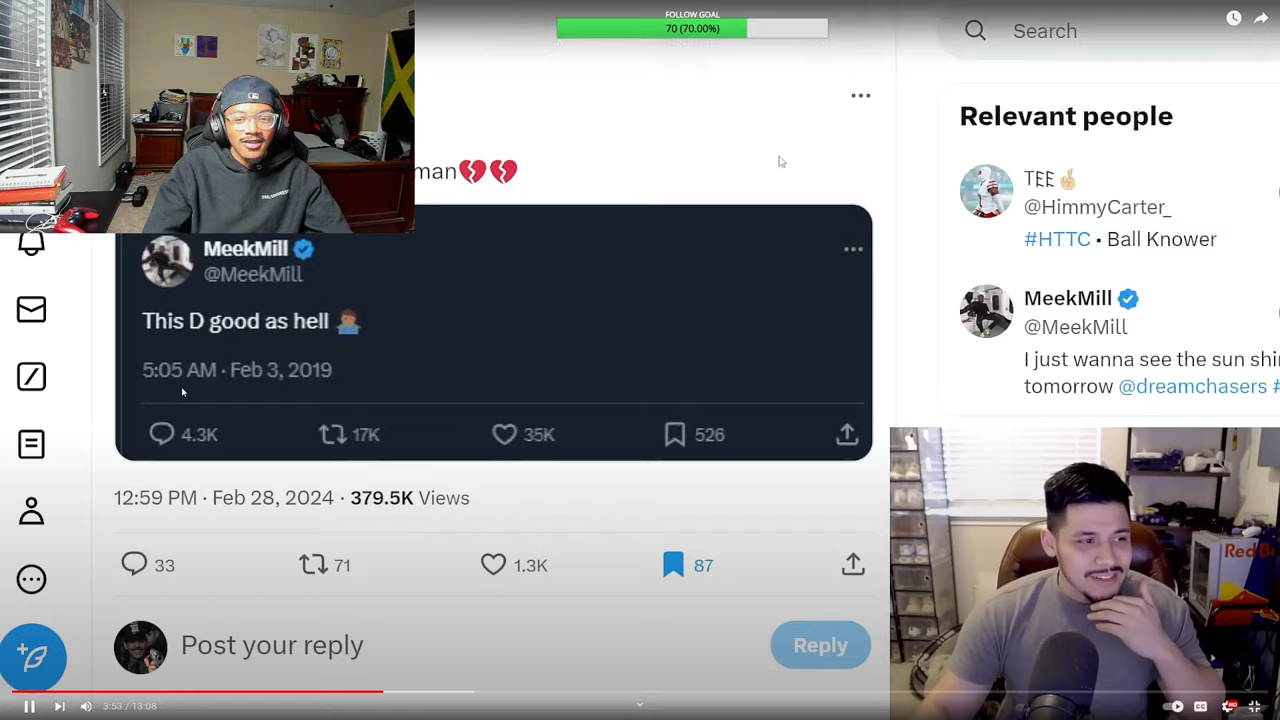 FOLLOW GOAL
70 (70.00%)
Search
man💔💔
MeekMill
@MeekMill
This D good as hell 🤷🏽‍♂️
5:05 AM · Feb 3, 2019
4.3K 17K 35K 526
12:59 PM · Feb 28, 2024 · 379.5K Views
33 71 1.3K 87
Post your reply
Reply
Relevant people
TEE✌🏼
@HimmyCarter_
#HTTC • Ball Knower
MeekMill
@MeekMill
I just wanna see the sun shi
tomorrow @dreamchasers #
3:53 / 13:08
CC
HD